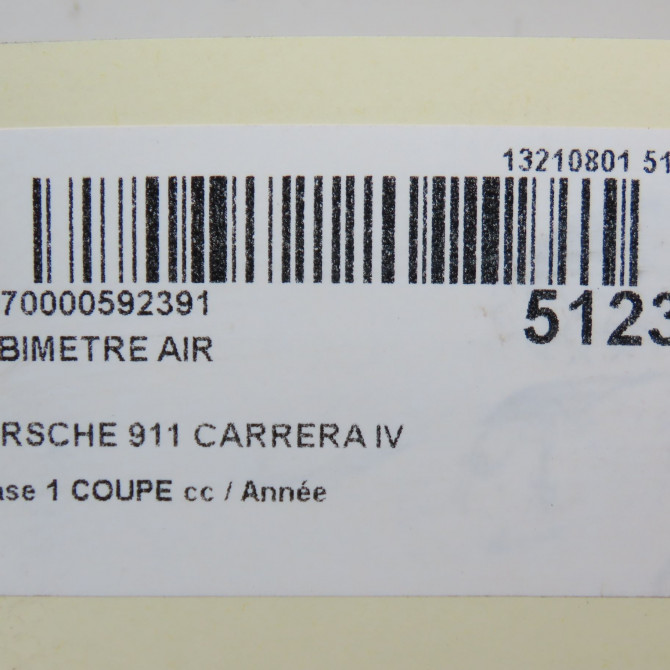 13210801 51
70000592391
5123
BIMETRE AIR
RSCHE 911 CARRERA IV
ase 1 COUPE cc / Année